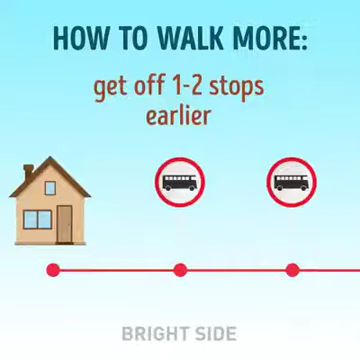 HOW TO WALK MORE:
get off 1-2 stops
earlier
BRIGHT SIDE